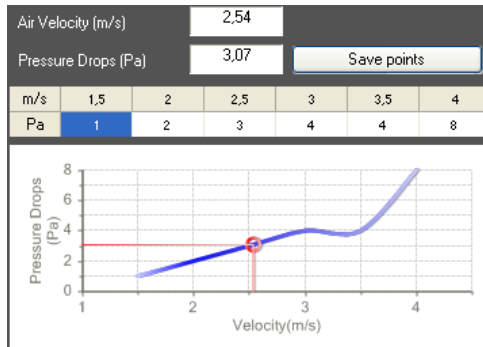 Air Velocity (m/s) 2,54
Pressure Drops (Pa) 3,07 Save points
m/s 1,5 2 2,5 3 3,5 4
Pa 1 2 3 4 4 8
8
6
4
2
0
Pressure Drops
(Pa)
1 2 3 4
Velocity(m/s)